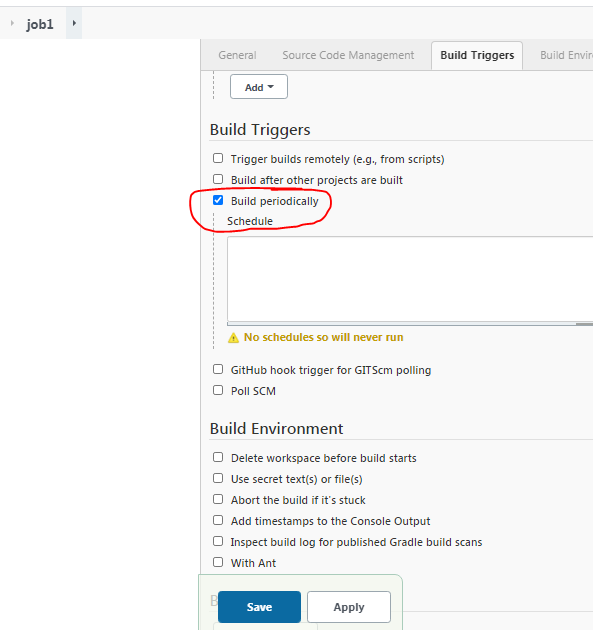 job1
General Source Code Management Build Triggers Build Enviro
Add
Build Triggers
Trigger builds remotely (e.g., from scripts)
Build after other projects are built
Build periodically
Schedule
No schedules so will never run
GitHub hook trigger for GITScm polling
Poll SCM
Build Environment
Delete workspace before build starts
Use secret text(s) or file(s)
Abort the build if it's stuck
Add timestamps to the Console Output
Inspect build log for published Gradle build scans
With Ant
B
Save Apply